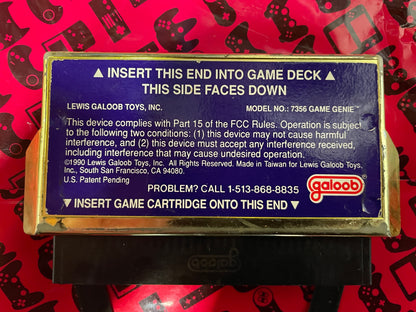 ▲ INSERT THIS END INTO GAME DECK ▲
THIS SIDE FACES DOWN
LEWIS GALOOB TOYS, INC.
MODEL NO.: 7356 GAME GENIE™
This device complies with Part 15 of the FCC Rules. Operation is subject
to the following two conditions: (1) this device may not cause harmful
interference, and (2) this device must accept any interference received,
including interference that may cause undesired operation.
©1990 Lewis Galoob Toys, Inc. All Rights Reserved. Made in Taiwan for Lewis Galoob Toys,
Inc., South San Francisco, CA 94080.
U.S. Patent Pending
PROBLEM? CALL 1-513-868-8835
galoob
▼ INSERT GAME CARTRIDGE ONTO THIS END ▼
galoob